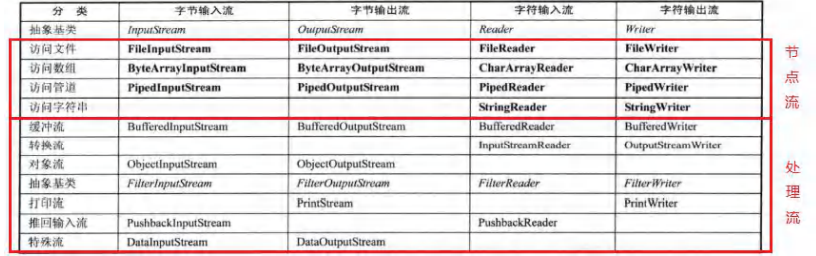 分 类 字节输入流 字节输出流 字符输入流 字符输出流
抽象基类 InputStream OutputStream Reader Writer
访问文件 FileInputStream FileOutputStream FileReader FileWriter
访问数组 ByteArrayInputStream ByteArrayOutputStream CharArrayReader CharArrayWriter
访问管道 PipedInputStream PipedOutputStream PipedReader PipedWriter
访问字符串 StringReader StringWriter
缓冲流 BufferedInputStream BufferedOutputStream BufferedReader BufferedWriter
转换流 InputStreamReader OutputStreamWriter
对象流 ObjectInputStream ObjectOutputStream
抽象基类 FilterInputStream FilterOutputStream FilterReader FilterWriter
打印流 PrintStream PrintWriter
推回输入流 PushbackInputStream PushbackReader
特殊流 DataInputStream DataOutputStream
节点流
处理流